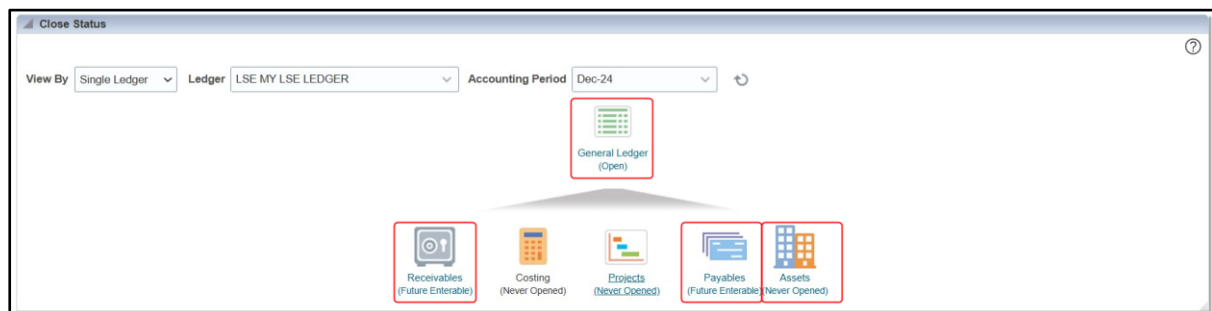 Close Status
View By Single Ledger Ledger LSE MY LSE LEDGER Accounting Period Dec-24
General Ledger
(Open)
Receivables Costing Projects Payables Assets
(Future Enterable) (Never Opened) (Never Opened) (Future Enterable) (Never Opened)